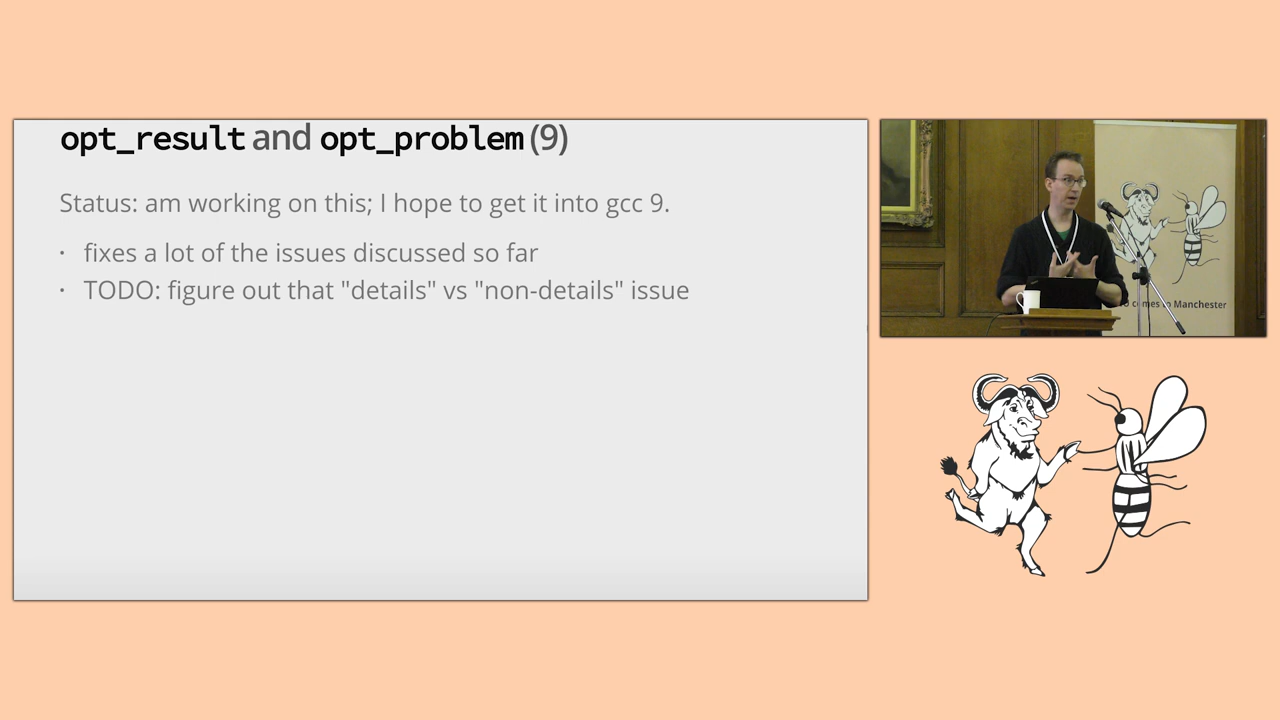 opt_result and opt_problem (9)
Status: am working on this; I hope to get it into gcc 9.
· fixes a lot of the issues discussed so far
· TODO: figure out that "details" vs "non-details" issue
comes to Manchester